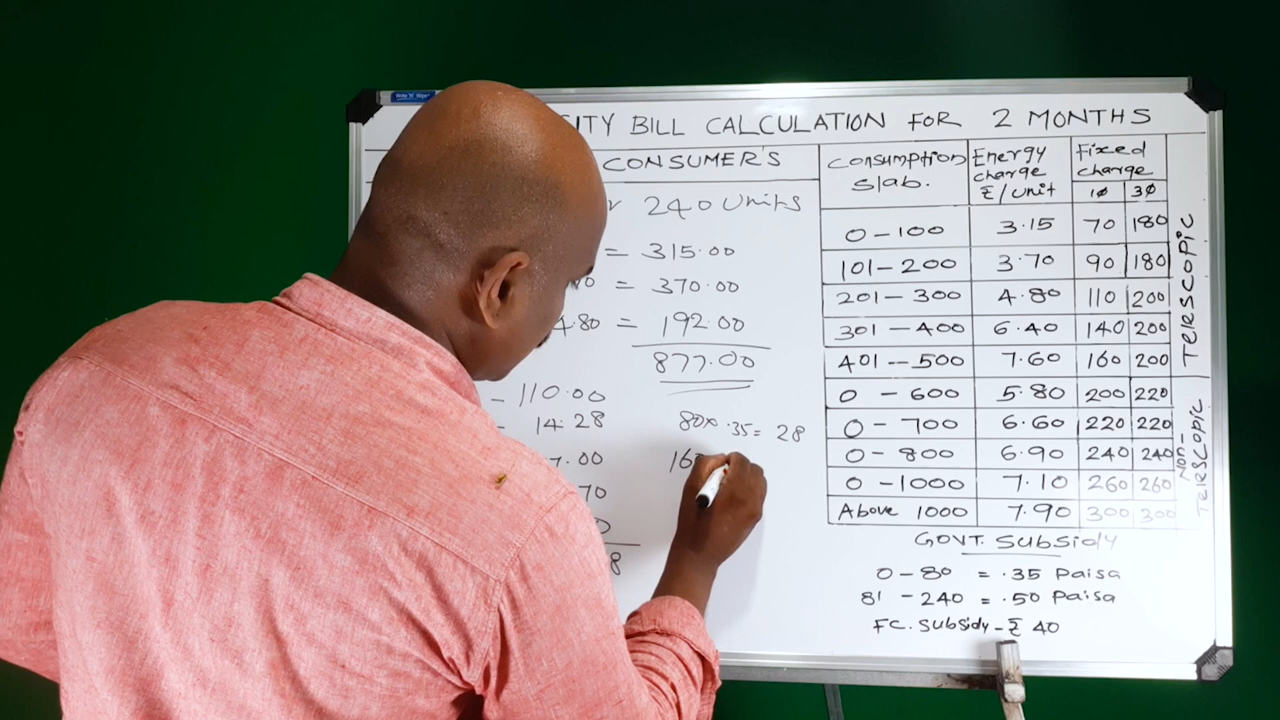 CITY BILL CALCULATION FOR 2 MONTHS
CONSUMER'S
240 Units
= 315.00
= 370.00
4.80 = 192.00
877.00
- 110.00
14.28
.00
70
8
80x .35 = 28
16
Consumption Slab.
Energy charge ₹/Unit
Fixed charge
1ø 3ø
0-100 3.15 70 180
101-200 3.70 90 180
201-300 4.80 110 200
301-400 6.40 140 200
401-500 7.60 160 200
TELESCOPIC
0-600 5.80 200 220
0-700 6.60 220 220
0-800 6.90 240 240
0-1000 7.10 260 260
Above 1000 7.90 300 300
NON-TELESCOPIC
GOVT. SUBSIDY
0-80 = .35 Paisa
81-240 = .50 Paisa
FC. Subsidy - ₹ 40